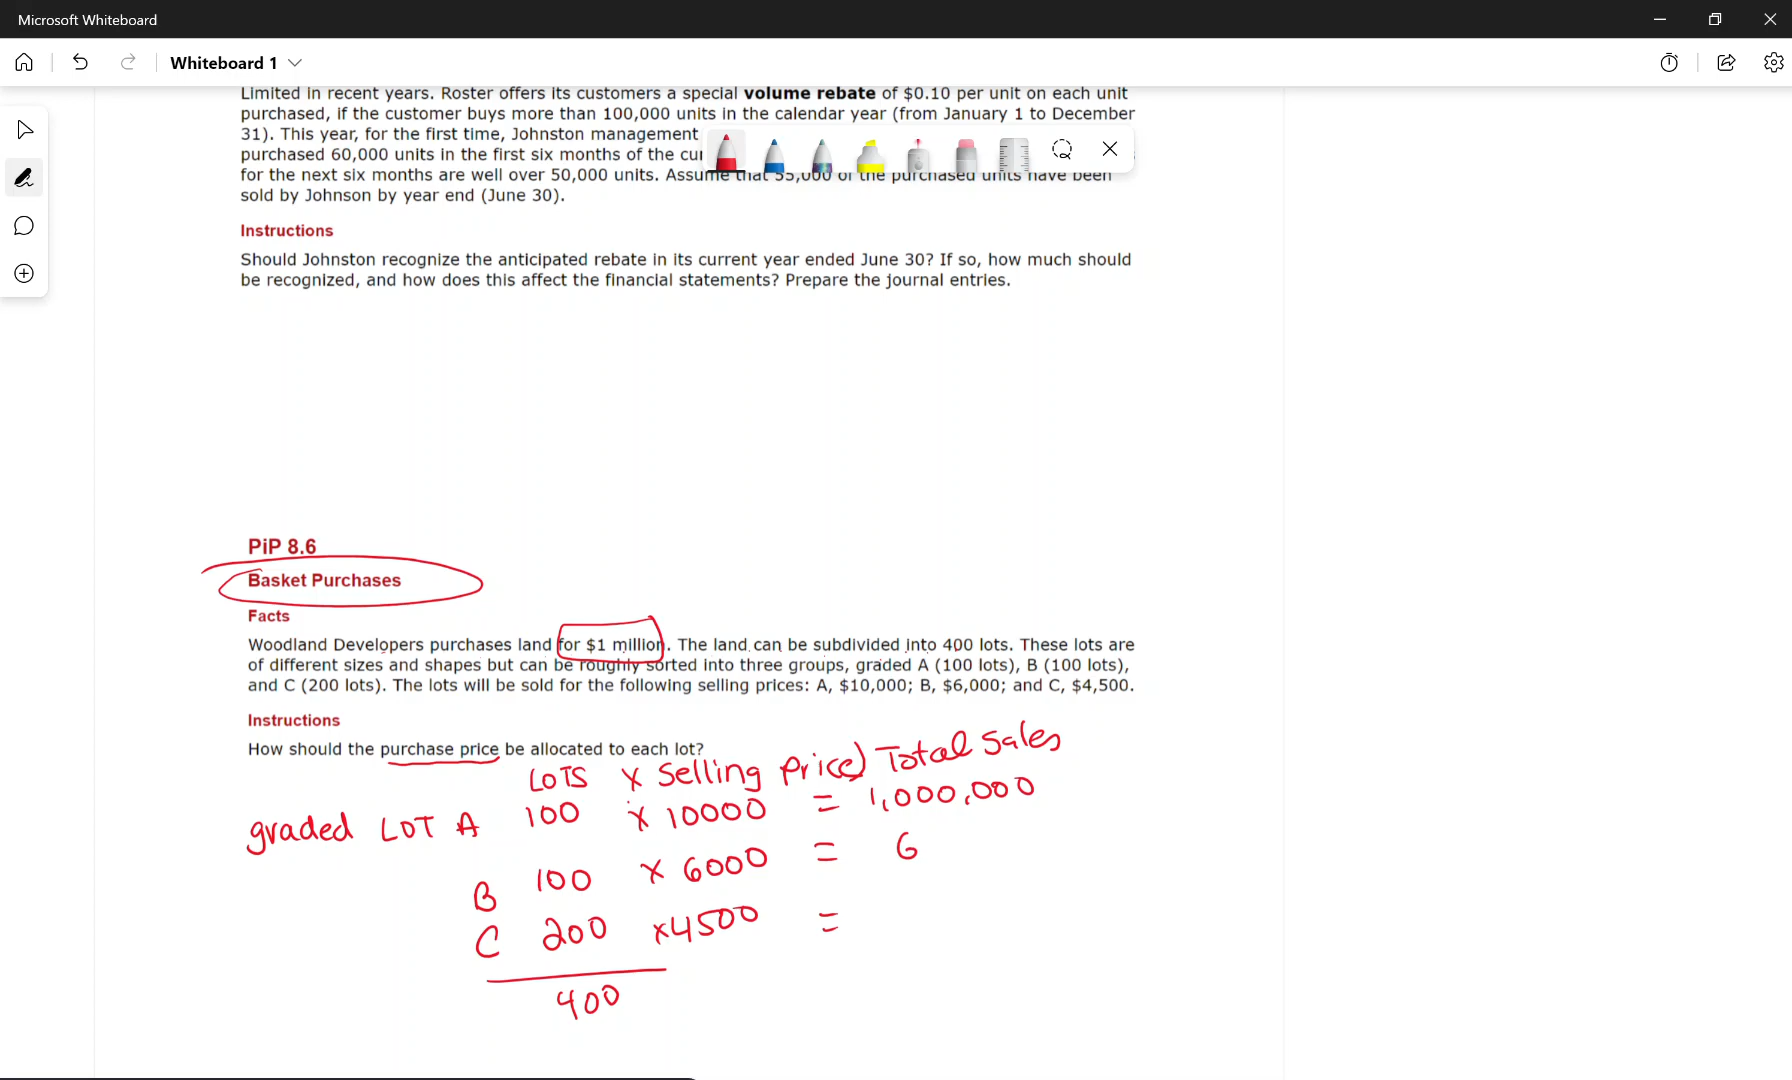 Microsoft Whiteboard
Whiteboard 1
Limited in recent years. Roster offers its customers a special volume rebate of $0.10 per unit on each unit
purchased, if the customer buys more than 100,000 units in the calendar year (from January 1 to December
31). This year, for the first time, Johnston management
purchased 60,000 units in the first six months of the cur
for the next six months are well over 50,000 units. Assume that 55,000 of the purchased units have been
sold by Johnson by year end (June 30).
Instructions
Should Johnston recognize the anticipated rebate in its current year ended June 30? If so, how much should
be recognized, and how does this affect the financial statements? Prepare the journal entries.
PiP 8.6
Basket Purchases
Facts
Woodland Developers purchases land for $1 million. The land can be subdivided into 400 lots. These lots are
of different sizes and shapes but can be roughly sorted into three groups, graded A (100 lots), B (100 lots),
and C (200 lots). The lots will be sold for the following selling prices: A, $10,000; B, $6,000; and C, $4,500.
Instructions
How should the purchase price be allocated to each lot?
LOTS x Selling Price) Total Sales
graded LOT A 100 x 10000 = 1,000,000
B 100 x 6000 = 6
C 200 x4500 =
400